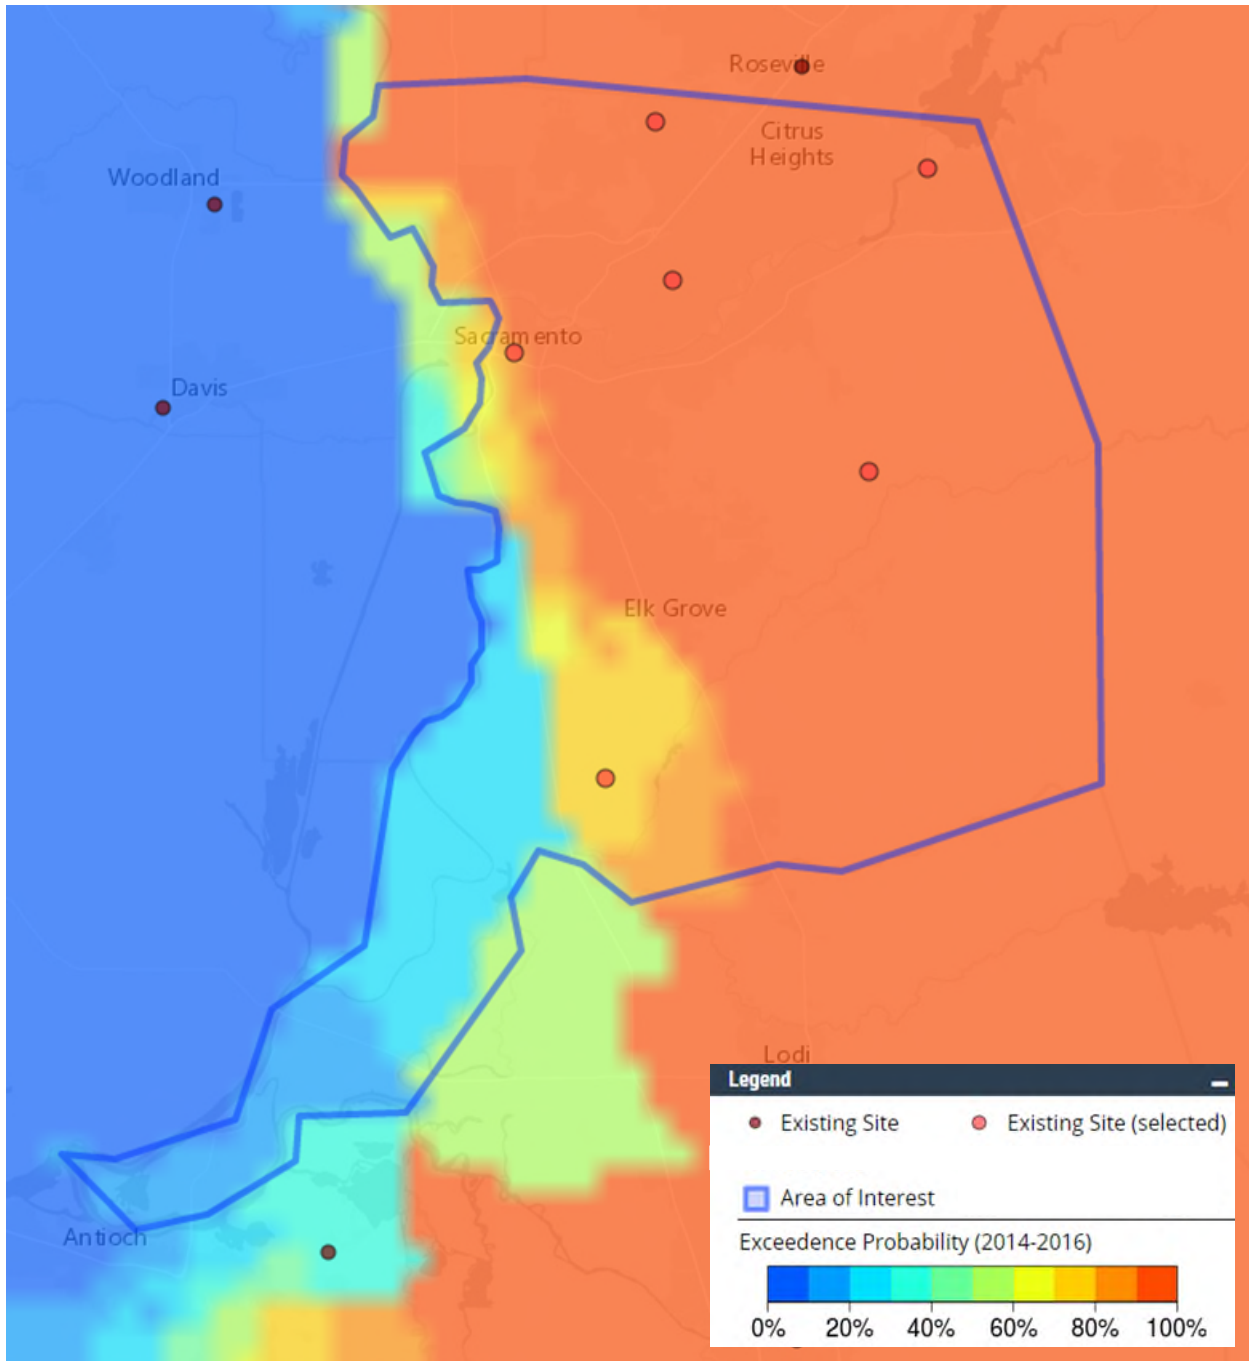 Roseville
Citrus
Heights
Woodland
Sacramento
Davis
Elk Grove
Lodi
Antioch
Legend
Existing Site
Existing Site (selected)
Area of Interest
Exceedence Probability (2014-2016)
0% 20% 40% 60% 80% 100%